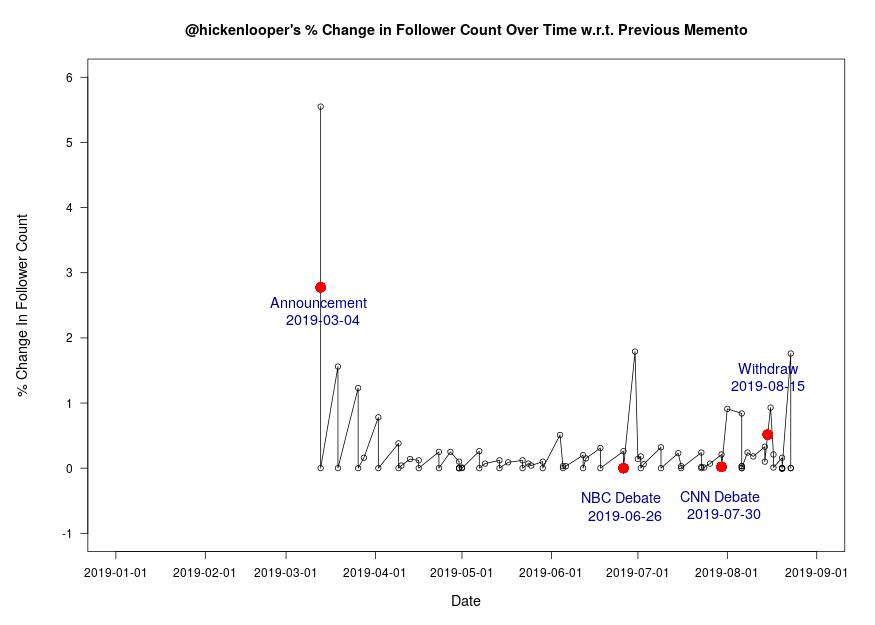 @hickenlooper's % Change in Follower Count Over Time w.r.t. Previous Memento
% Change In Follower Count
6
5
4
3
2
1
0
-1
Announcement
2019-03-04
Withdraw
2019-08-15
NBC Debate
2019-06-26
CNN Debate
2019-07-30
2019-01-01 2019-02-01 2019-03-01 2019-04-01 2019-05-01 2019-06-01 2019-07-01 2019-08-01 2019-09-01
Date